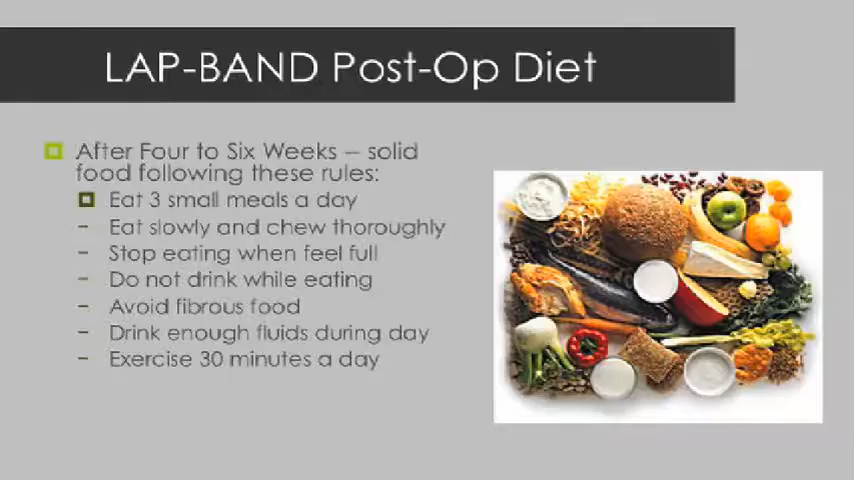 LAP-BAND Post-Op Diet
After Four to Six Weeks – solid
food following these rules:
Eat 3 small meals a day
– Eat slowly and chew thoroughly
– Stop eating when feel full
– Do not drink while eating
– Avoid fibrous food
– Drink enough fluids during day
– Exercise 30 minutes a day